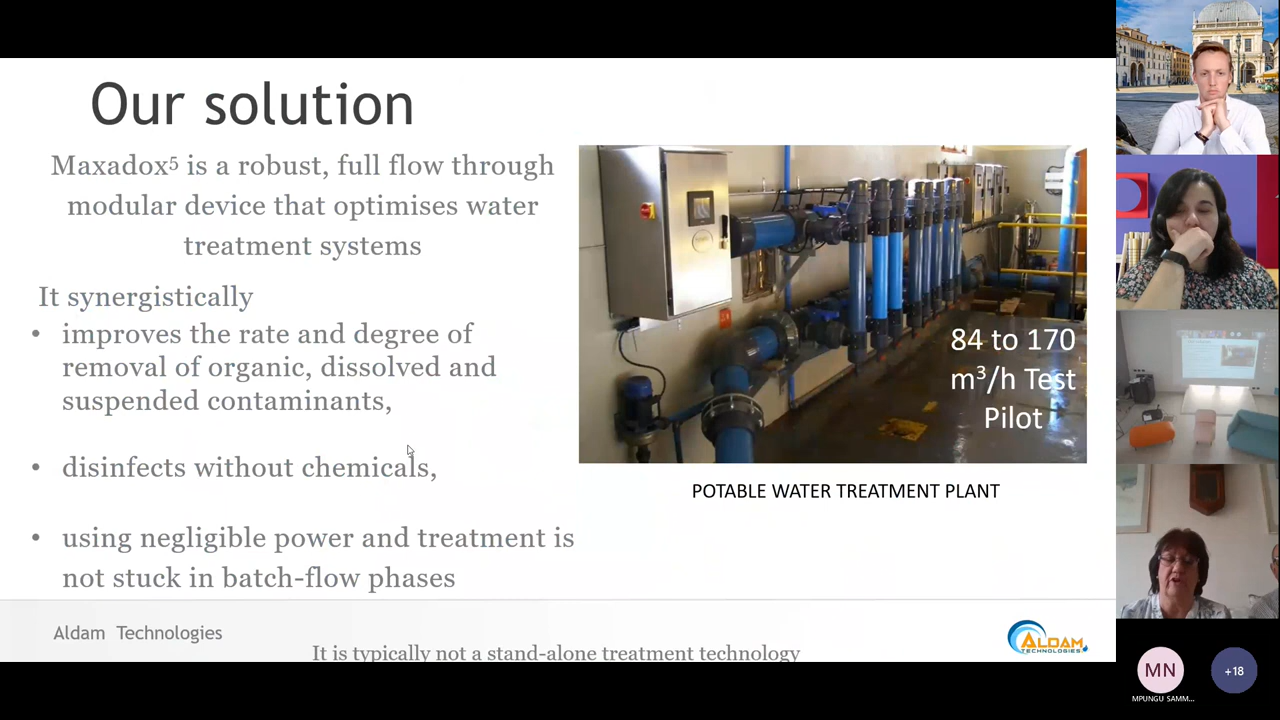 Our solution
Maxadox⁵ is a robust, full flow through
modular device that optimises water
treatment systems
It synergistically
• improves the rate and degree of
removal of organic, dissolved and
suspended contaminants,
• disinfects without chemicals,
• using negligible power and treatment is
not stuck in batch-flow phases
84 to 170
m³/h Test
Pilot
POTABLE WATER TREATMENT PLANT
Aldam Technologies
It is typically not a stand-alone treatment technology
ALDAM
TECHNOLOGIES
MN
+18
MPUNGU SAMM...